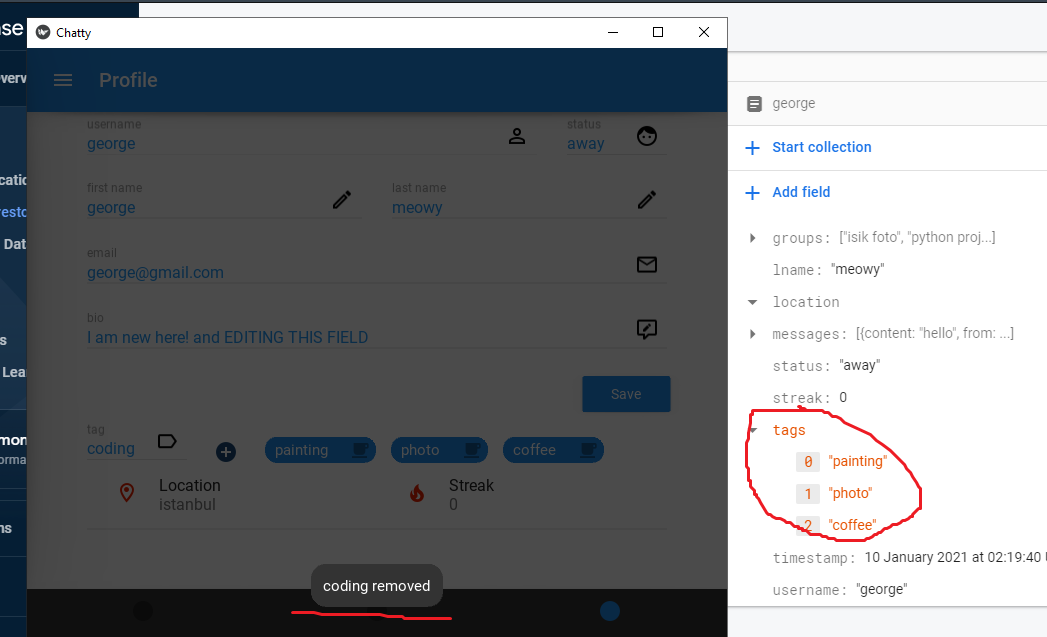 se
Chatty
Profile
verv
catio
resto
Dat
s
Lea
mon
orma
ns
username
george
status
away
first name
george
last name
meowy
email
george@gmail.com
bio
I am new here! and EDITING THIS FIELD
Save
tag
coding
painting
photo
coffee
Location
istanbul
Streak
0
coding removed
george
Start collection
Add field
groups: ["isik foto", "python proj...]
lname: "meowy"
location
messages: [{content: "hello", from: ...]
status: "away"
streak: 0
tags
0 "painting"
1 "photo"
2 "coffee"
timestamp: 10 January 2021 at 02:19:40
username: "george"